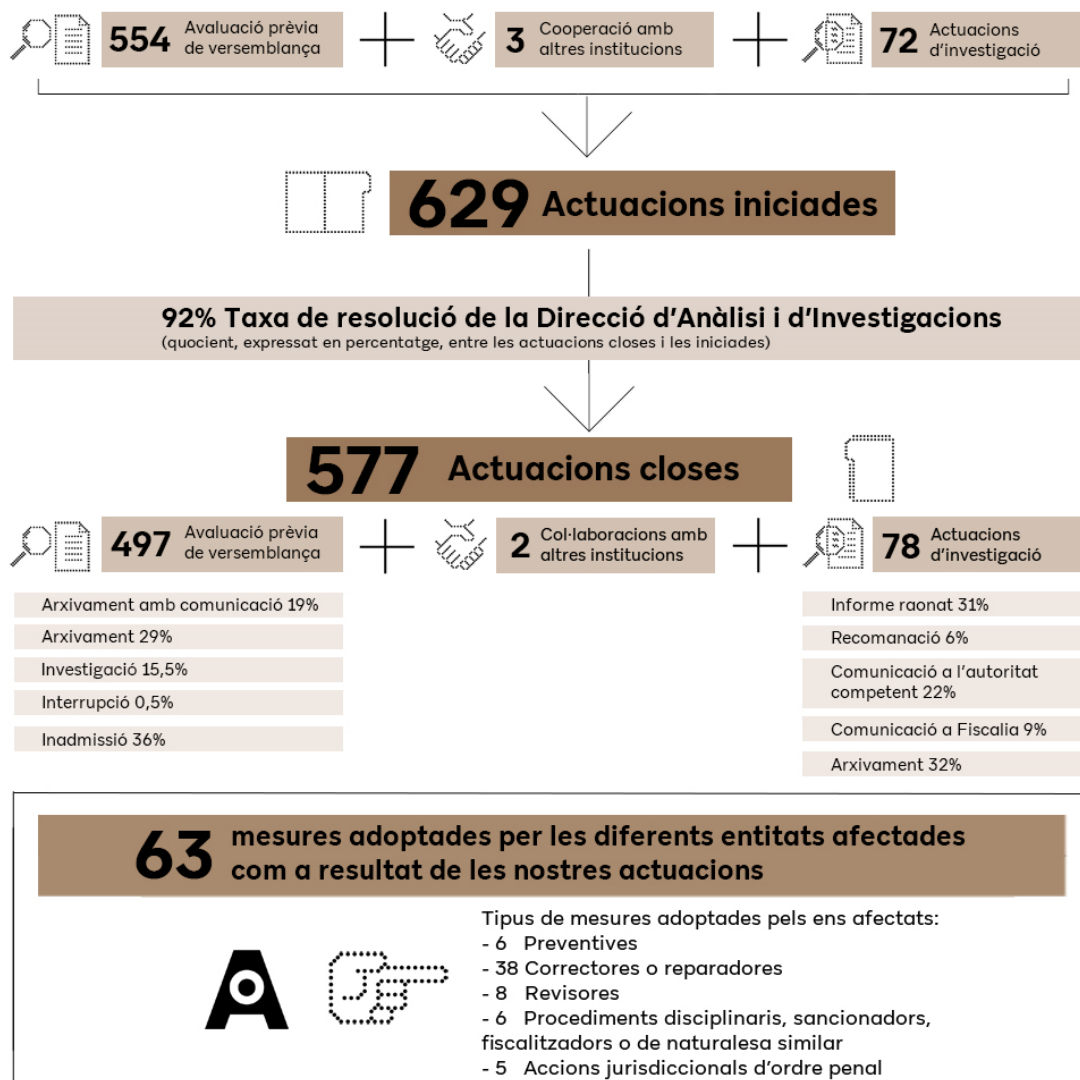 554 Avaluació prèvia
de versemblança
3 Cooperació amb
altres institucions
72 Actuacions
d'investigació
629 Actuacions iniciades
92% Taxa de resolució de la Direcció d'Anàlisi i d'Investigacions
(quocient, expressat en percentatge, entre les actuacions closes i les iniciades)
577 Actuacions closes
497 Avaluació prèvia
de versemblança
2 Col·laboracions amb
altres institucions
78 Actuacions
d'investigació
Arxivament amb comunicació 19%
Arxivament 29%
Investigació 15,5%
Interrupció 0,5%
Inadmissió 36%
Informe raonat 31%
Recomanació 6%
Comunicació a l'autoritat
competent 22%
Comunicació a Fiscalia 9%
Arxivament 32%
63 mesures adoptades per les diferents entitats afectades
com a resultat de les nostres actuacions
Tipus de mesures adoptades pels ens afectats:
- 6 Preventives
- 38 Correctores o reparadores
- 8 Revisores
- 6 Procediments disciplinaris, sancionadors,
fiscalitzadors o de naturalesa similar
- 5 Accions jurisdiccionals d'ordre penal